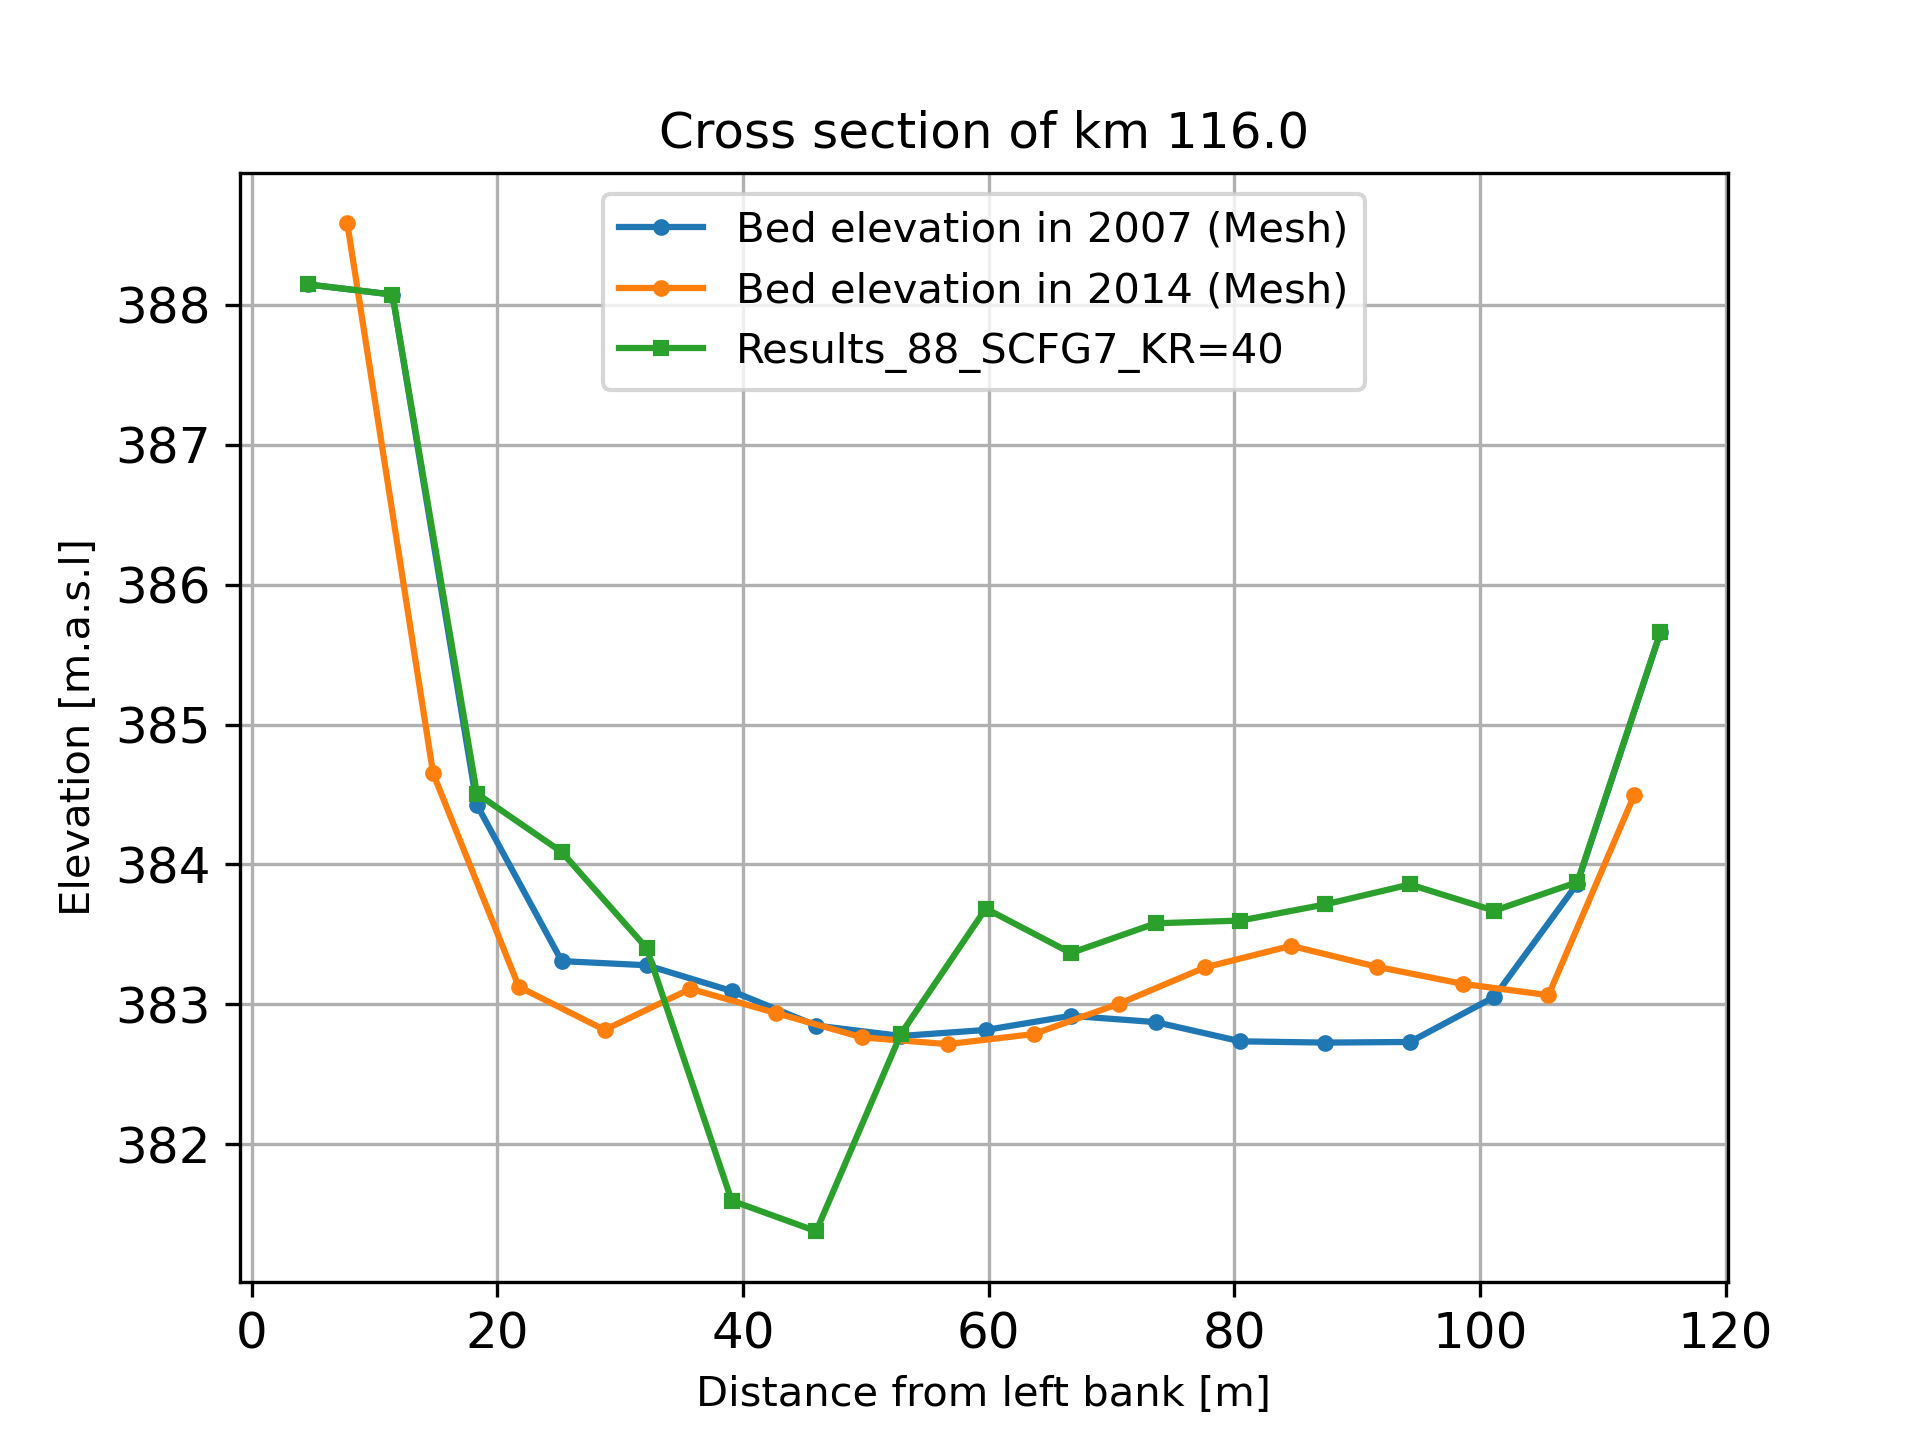 Cross section of km 116.0
Bed elevation in 2007 (Mesh)
Bed elevation in 2014 (Mesh)
Results_88_SCFG7_KR=40
Elevation [m.a.s.l]
388
387
386
385
384
383
382
0 20 40 60 80 100 120
Distance from left bank [m]